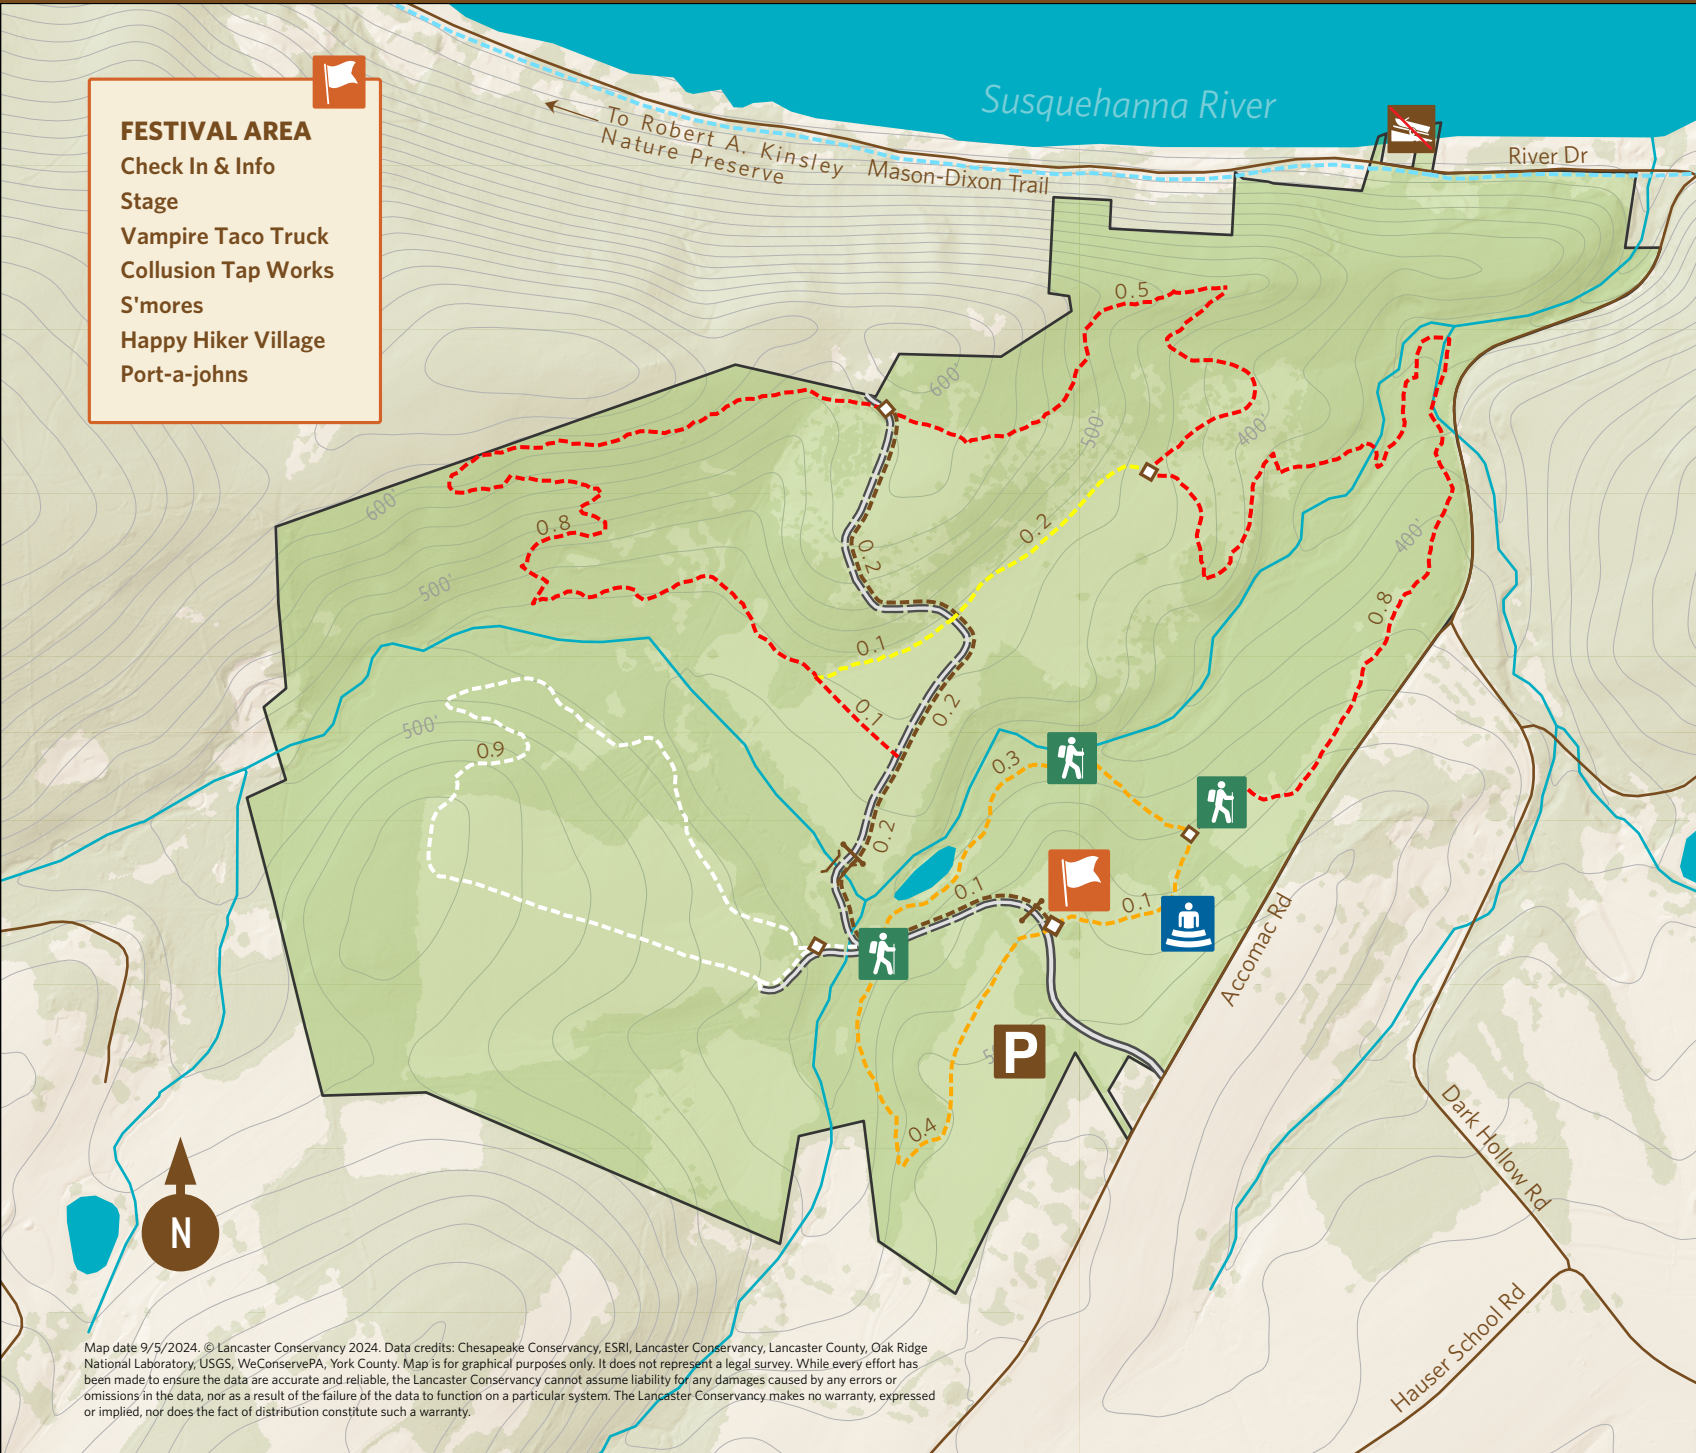 FESTIVAL AREA
Check In & Info
Stage
Vampire Taco Truck
Collusion Tap Works
S'mores
Happy Hiker Village
Port-a-johns
Susquehanna River
To Robert A. Kinsley
Nature Preserve
Mason-Dixon Trail
River Dr
0.5
600'
500'
400'
600'
0.8
0.2
0.2
400'
500'
0.8
0.1
0.1
0.2
500'
0.9
0.3
0.2
0.1
0.1
Accomac Rd
P
0.4
Dark Hollow Rd
N
Hauser School Rd
Map date 9/5/2024. © Lancaster Conservancy 2024. Data credits: Chesapeake Conservancy, ESRI, Lancaster Conservancy, Lancaster County, Oak Ridge
National Laboratory, USGS, WeConservePA, York County. Map is for graphical purposes only. It does not represent a legal survey. While every effort has
been made to ensure the data are accurate and reliable, the Lancaster Conservancy cannot assume liability for any damages caused by any errors or
omissions in the data, nor as a result of the failure of the data to function on a particular system. The Lancaster Conservancy makes no warranty, expressed
or implied, nor does the fact of distribution constitute such a warranty.